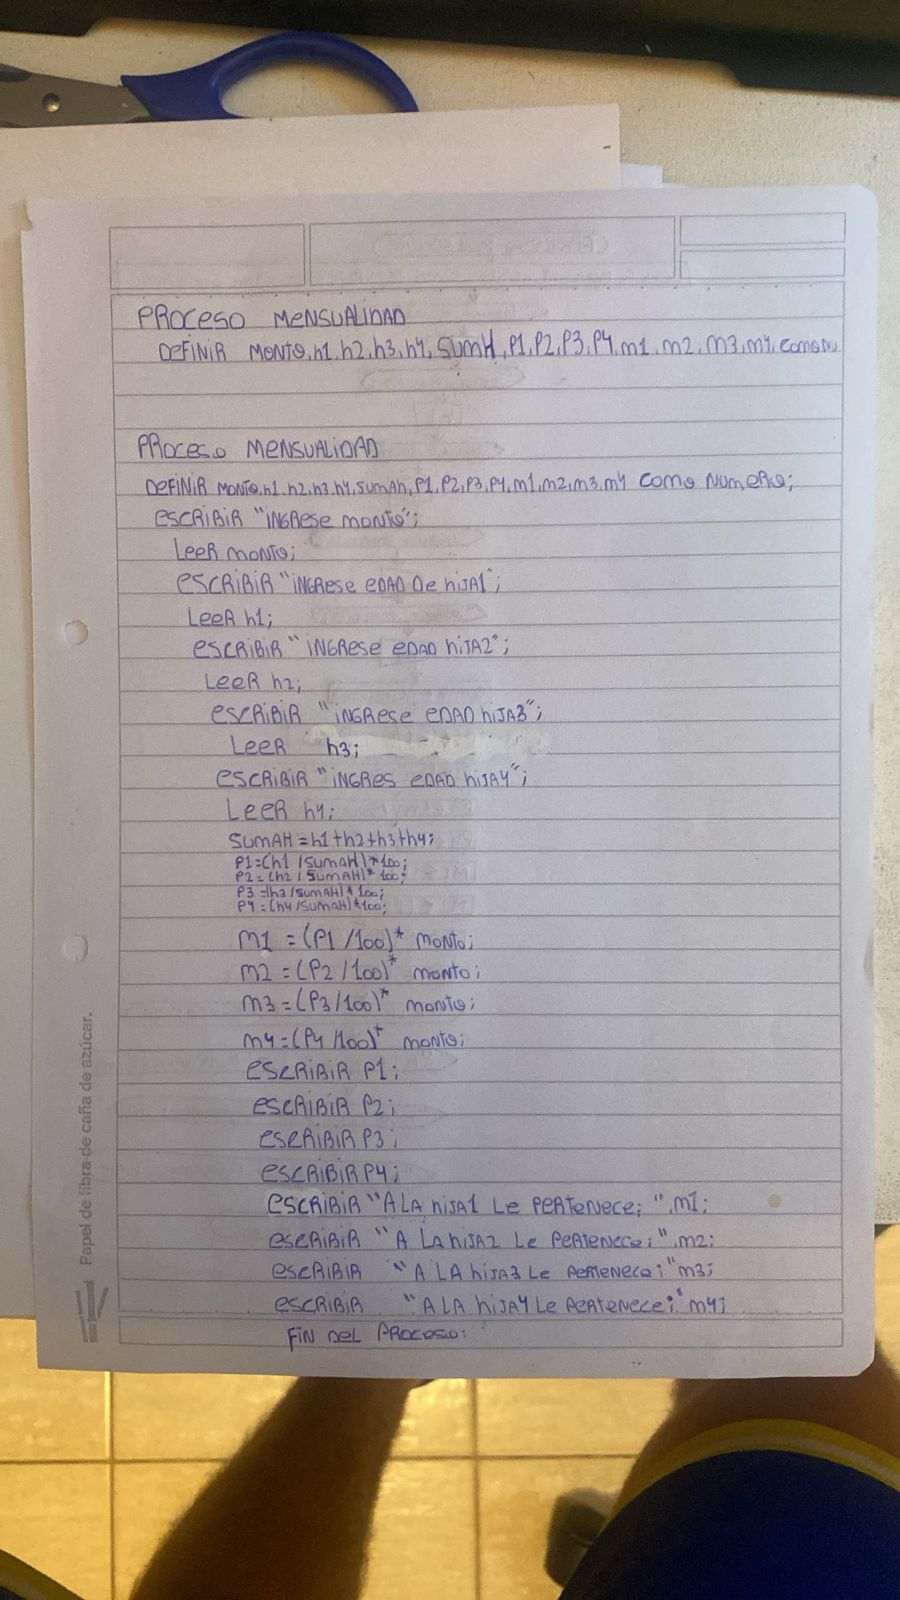 PROCESO MENSUALIDAD
DEFINIR MONTO, h1, h2, h3, h4, SUMH, P1, P2, P3, P4, m1, m2, m3, m4, como nu
PROCESO MENSUALIDAD
DEFINIR MONTO, h1, h2, h3, h4, SUMAh, P1, P2, P3, P4, m1, m2, m3, m4 COMO NUMERO;
ESCRIBIR "INGRESE MONTO";
LEER MONTO;
ESCRIBIR "INGRESE EDAD DE hIJA1";
LEER h1;
ESCRIBIR "INGRESE EDAD hIJA2";
LEER h2;
ESCRIBIR "INGRESE EDAD hIJA3";
LEER h3;
ESCRIBIR "INGRES EDAD hIJA4";
LEER h4;
SUMAH = h1+h2+h3+h4;
P1=(h1 /SUMAH)*100;
P2=(h2 / SUMAH)*100;
P3=(h3/SUMAH)*100;
P4=(h4/SUMAH)*100;
m1 = (P1 /100)* MONTO;
m2 = (P2 /100)* MONTO;
m3 = (P3/100)* MONTO;
m4=(P4 /100)* MONTO;
ESCRIBIR P1;
ESCRIBIR P2;
ESCRIBIR P3;
ESCRIBIR P4;
ESCRIBIR "A LA hIJA1 LE PERTENECE; ",m1;
ESCRIBIR "A LA hIJA2 LE PERTENECE;",m2;
ESCRIBIR "A LA hIJA3 LE PERTENECE;"m3;
ESCRIBIR "A LA hIJA4 LE PERTENECE;"m4;
FIN DEL PROCESO:
Papel de fibra de caña de azúcar.